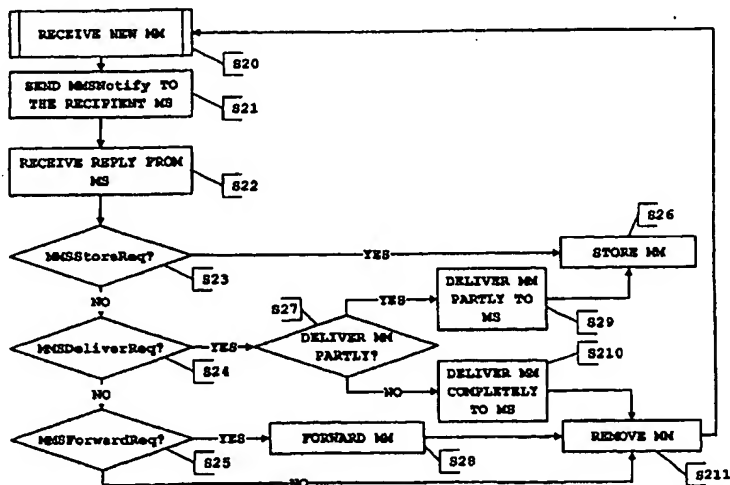 RECEIVE NEW MM
S20
SEND MMSNotify TO
THE RECIPIENT MS
S21
RECEIVE REPLY FROM
MS
S22
S26
MMSStoreReq?
YES
STORE MM
S23
NO
S27
YES
DELIVER MM
PARTLY TO
MS
S29
MMSDeliverReq?
YES
DELIVER MM
PARTLY?
S210
S24
NO
NO
DELIVER MM
COMPLETELY
TO MS
MMSForwardReq?
YES
FORWARD MM
REMOVE MM
S25
S28
NO
S211